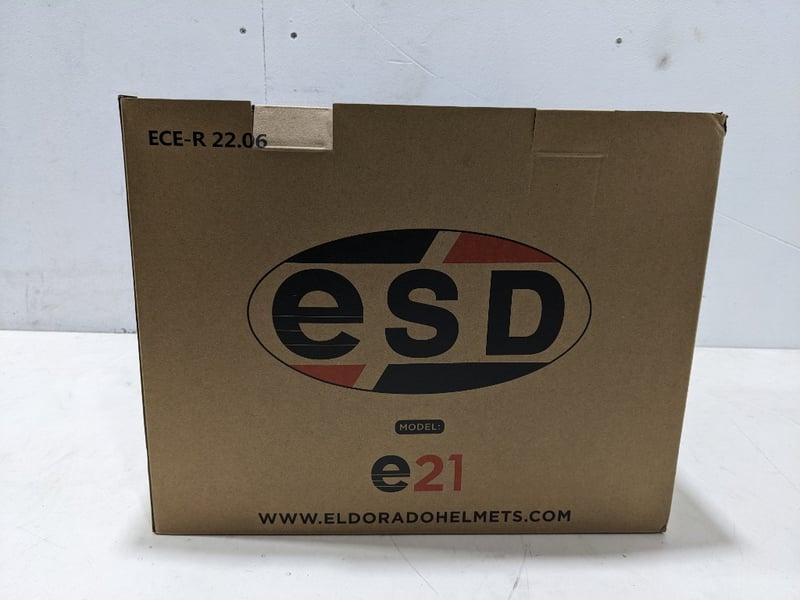 ECE-R 22.06
eSD
MODEL:
e21
WWW.ELDORADOHELMETS.COM